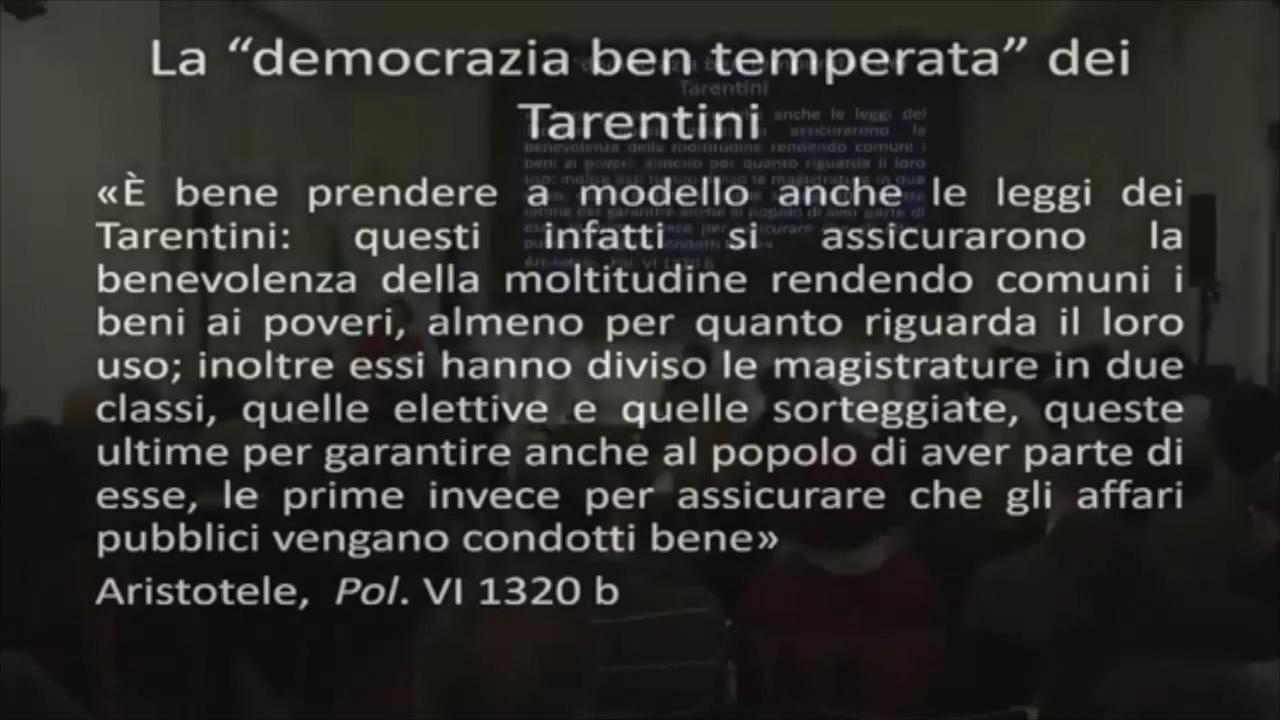 La “democrazia ben temperata” dei
Tarentini
«È bene prendere a modello anche le leggi dei
Tarentini: questi infatti si assicurarono la
benevolenza della moltitudine rendendo comuni i
beni ai poveri, almeno per quanto riguarda il loro
uso; inoltre essi hanno diviso le magistrature in due
classi, quelle elettive e quelle sorteggiate, queste
ultime per garantire anche al popolo di aver parte di
esse, le prime invece per assicurare che gli affari
pubblici vengano condotti bene»
Aristotele, Pol. VI 1320 b